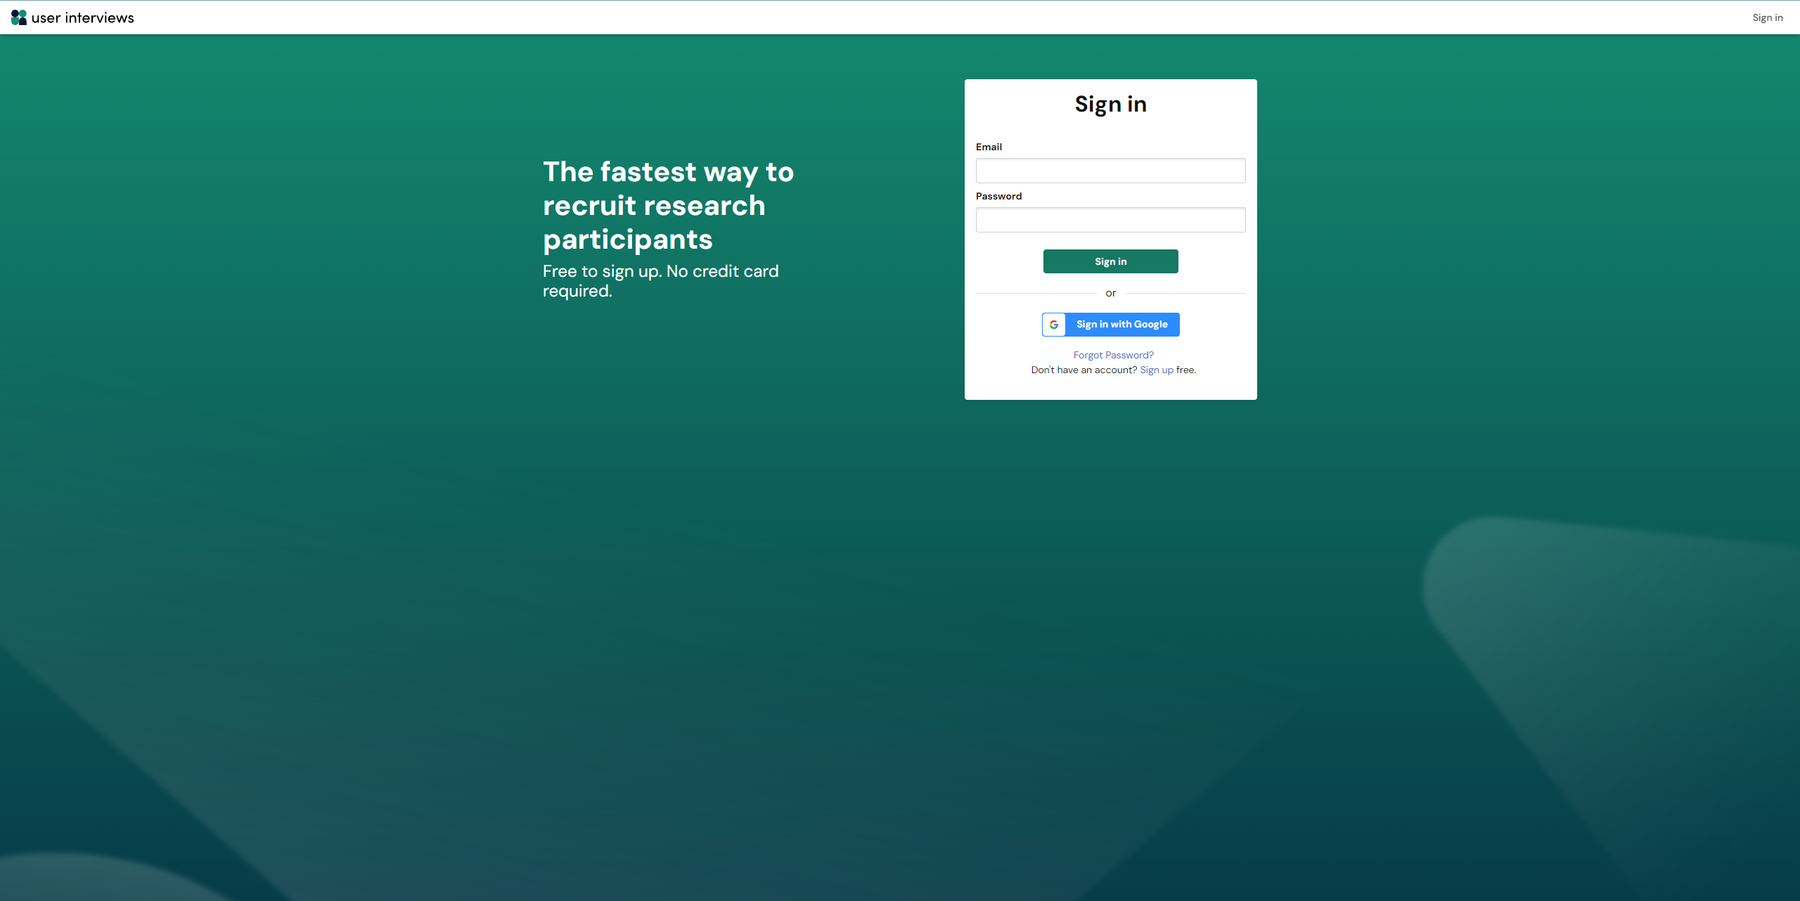 user interviews
Sign in
The fastest way to
recruit research
participants
Free to sign up. No credit card
required.
Sign in
Email
Password
Sign in
or
Sign in with Google
Forgot Password?
Don't have an account? Sign up free.